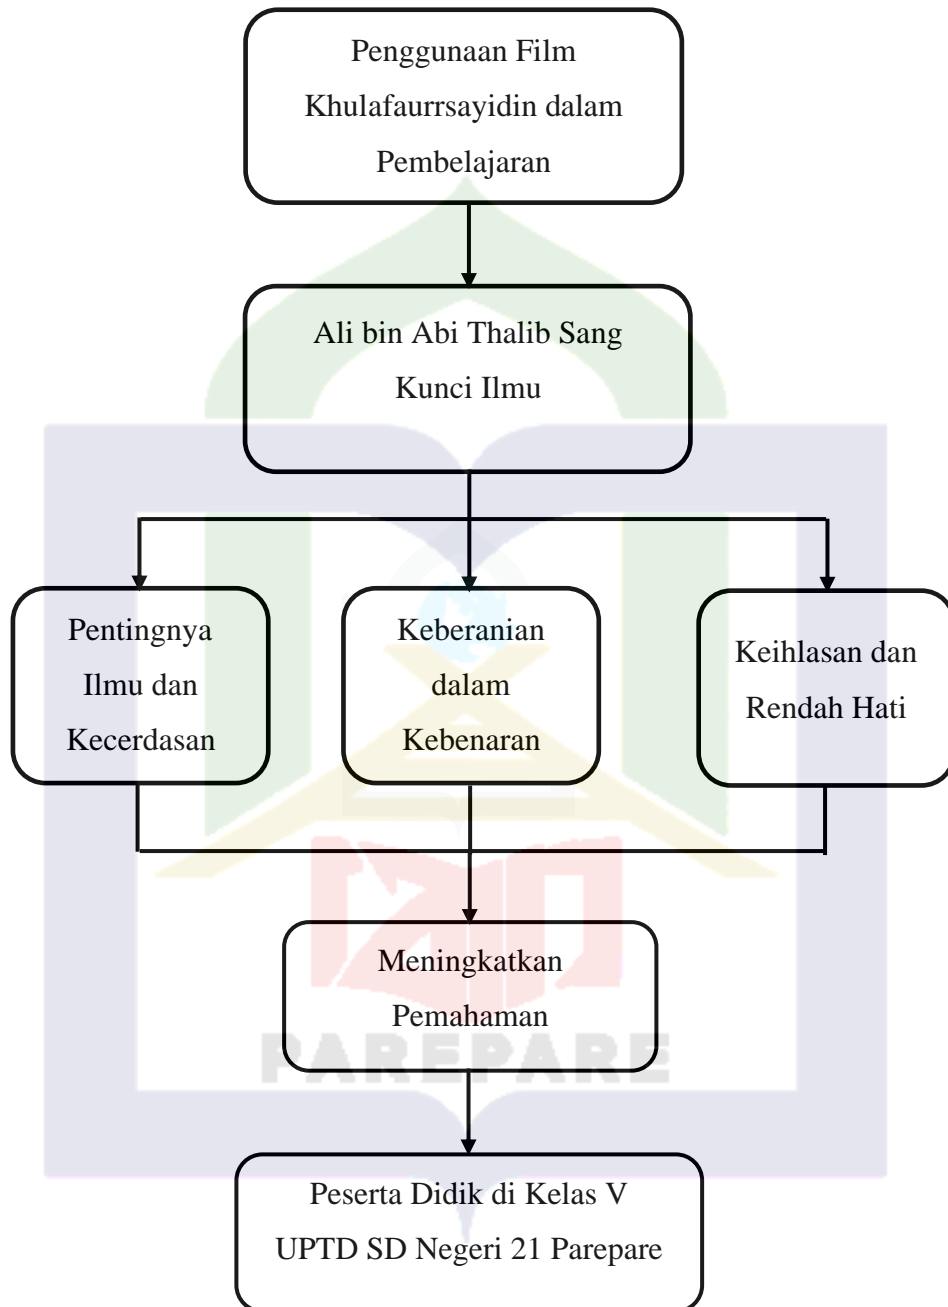 Penggunaan Film
Khulafaurrsayidin dalam
Pembelajaran
Ali bin Abi Thalib Sang
Kunci Ilmu
Pentingnya
Ilmu dan
Kecerdasan
Keberanian
dalam
Kebenaran
Keihlasan dan
Rendah Hati
Meningkatkan
Pemahaman
PAREPARE
Peserta Didik di Kelas V
UPTD SD Negeri 21 Parepare